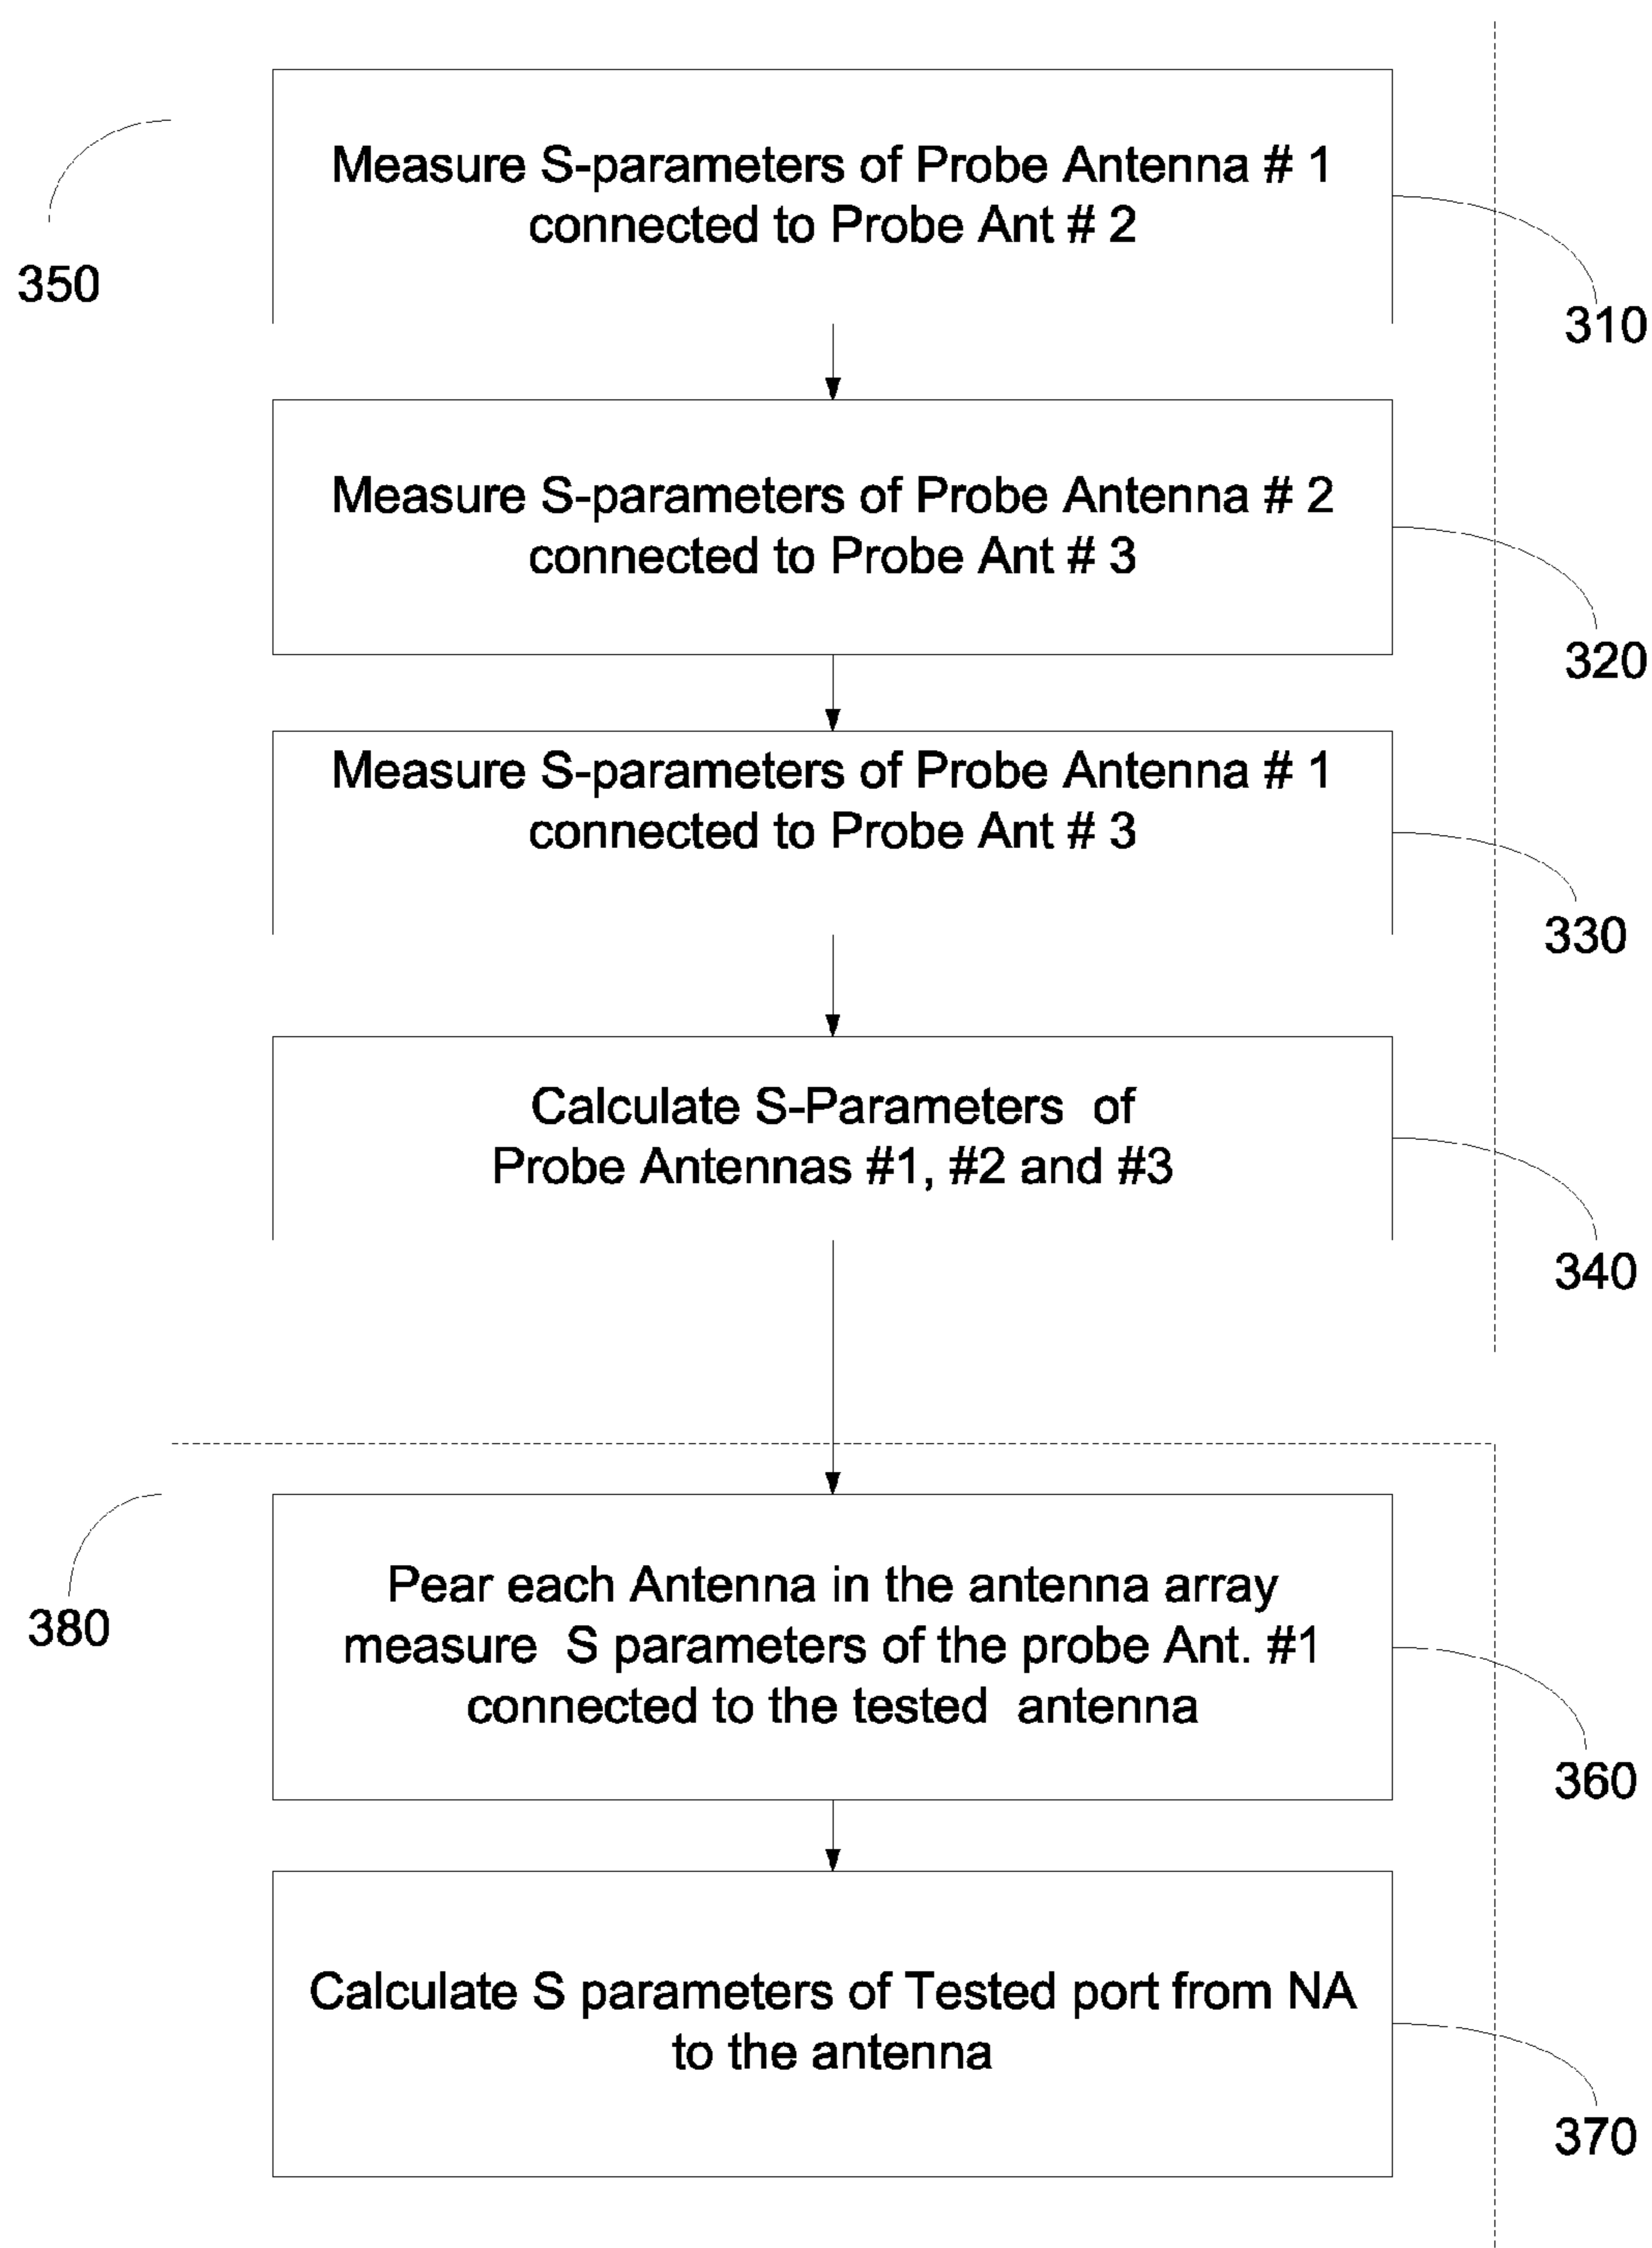 Measure S-parameters of Probe Antenna # 1
connected to Probe Ant # 2
350
310
Measure S-parameters of Probe Antenna # 2
connected to Probe Ant # 3
320
Measure S-parameters of Probe Antenna # 1
connected to Probe Ant # 3
330
Calculate S-Parameters of
Probe Antennas #1, #2 and #3
340
Pear each Antenna in the antenna array
measure S parameters of the probe Ant. #1
connected to the tested antenna
380
360
Calculate S parameters of Tested port from NA
to the antenna
370